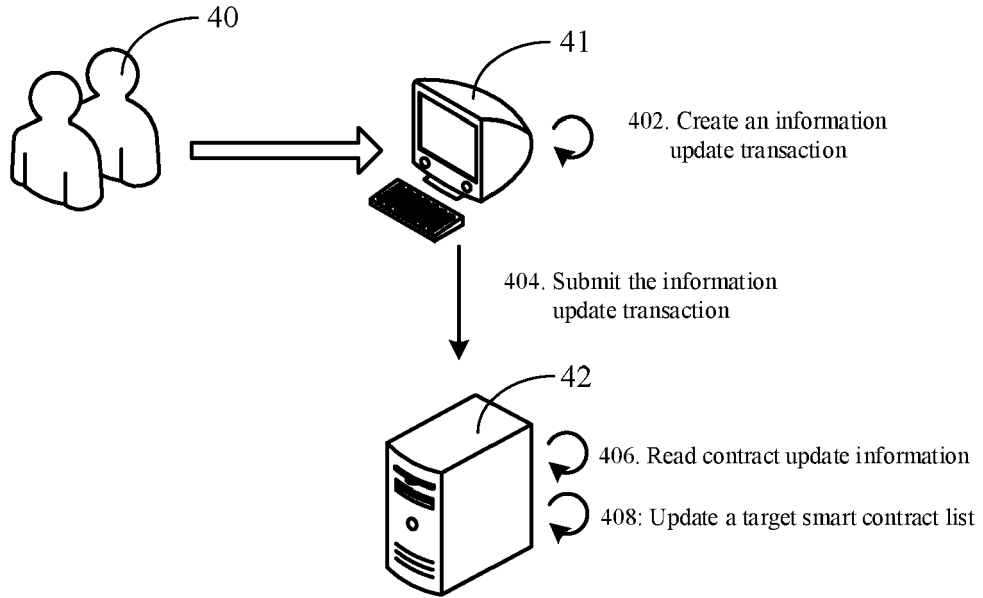 40
41
402. Create an information
update transaction
404. Submit the information
update transaction
42
406. Read contract update information
408: Update a target smart contract list